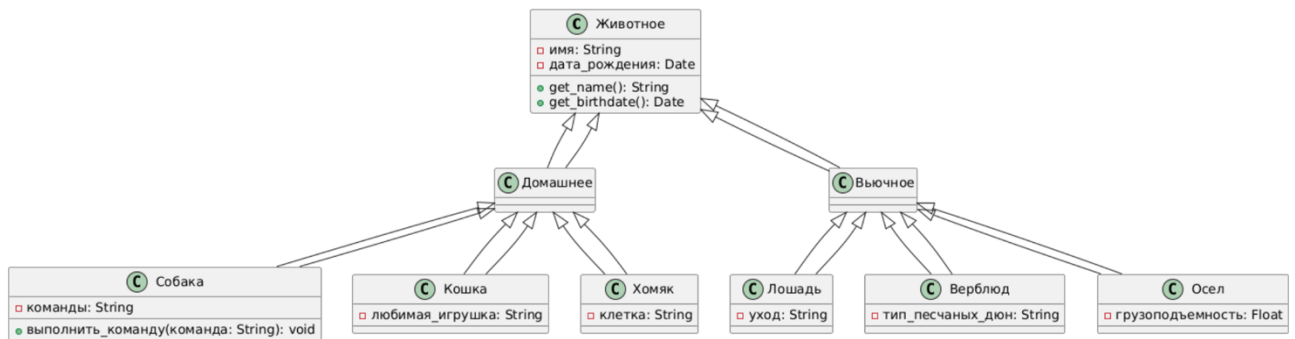 C Животное
имя: String
дата_рождения: Date
get_name(): String
get_birthdate(): Date
C Домашнее
C Вьючное
C Собака
команды: String
выполнить_команду(команда: String): void
C Кошка
любимая_игрушка: String
C Хомяк
клетка: String
C Лошадь
уход: String
C Верблюд
тип_песчаных_дюн: String
C Осел
грузоподъемность: Float